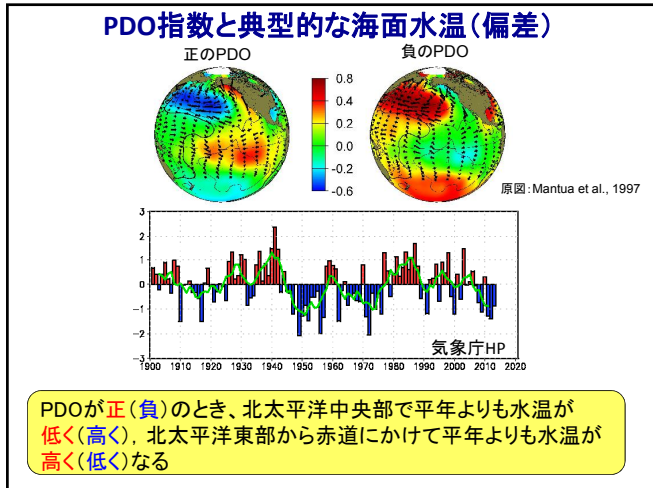 PDO指数と典型的な海面水温（偏差）
正のPDO
負のPDO
0.8
0.4
0.2
0.0
-0.2
-0.6
原図：Mantua et al., 1997
3
2
1
0
-1
-2
-3
気象庁HP
1900 1910 1920 1930 1940 1950 1960 1970 1980 1990 2000 2010 2020
PDOが正（負）のとき、北太平洋中央部で平年よりも水温が
低く（高く）, 北太平洋東部から赤道にかけて平年よりも水温が
高く（低く）なる